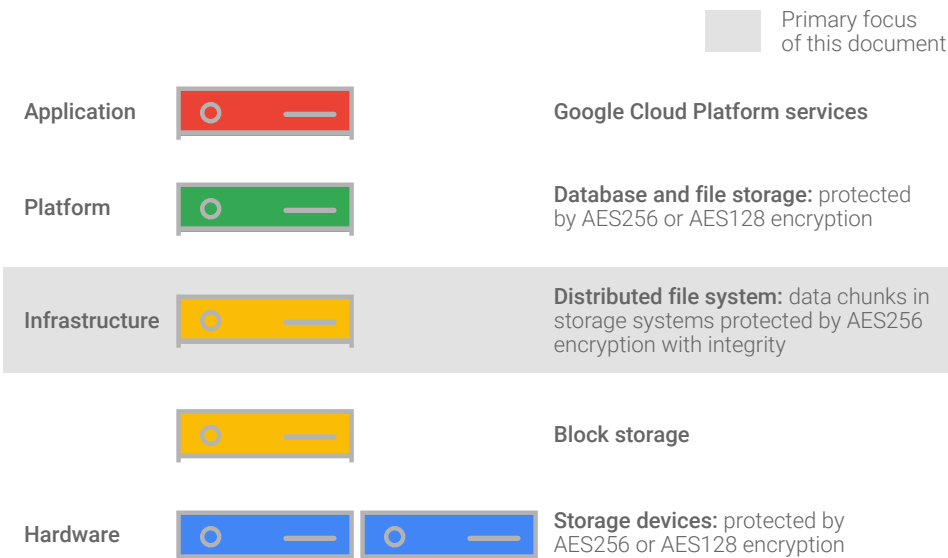 Primary focus
of this document
Application
Google Cloud Platform services
Platform
Database and file storage: protected
by AES256 or AES128 encryption
Infrastructure
Distributed file system: data chunks in
storage systems protected by AES256
encryption with integrity
Block storage
Hardware
Storage devices: protected by
AES256 or AES128 encryption